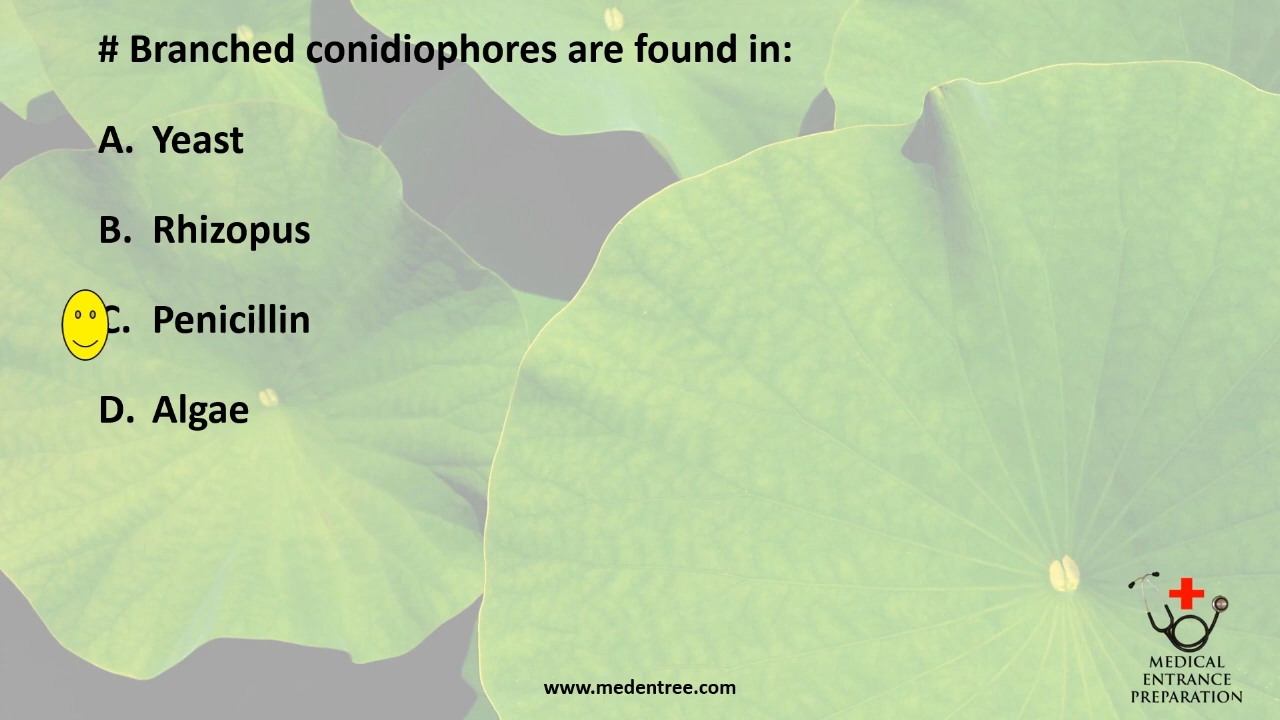 # Branched conidiophores are found in:
A. Yeast
B. Rhizopus
C. Penicillin
D. Algae
www.medentree.com
MEDICAL
ENTRANCE
PREPARATION